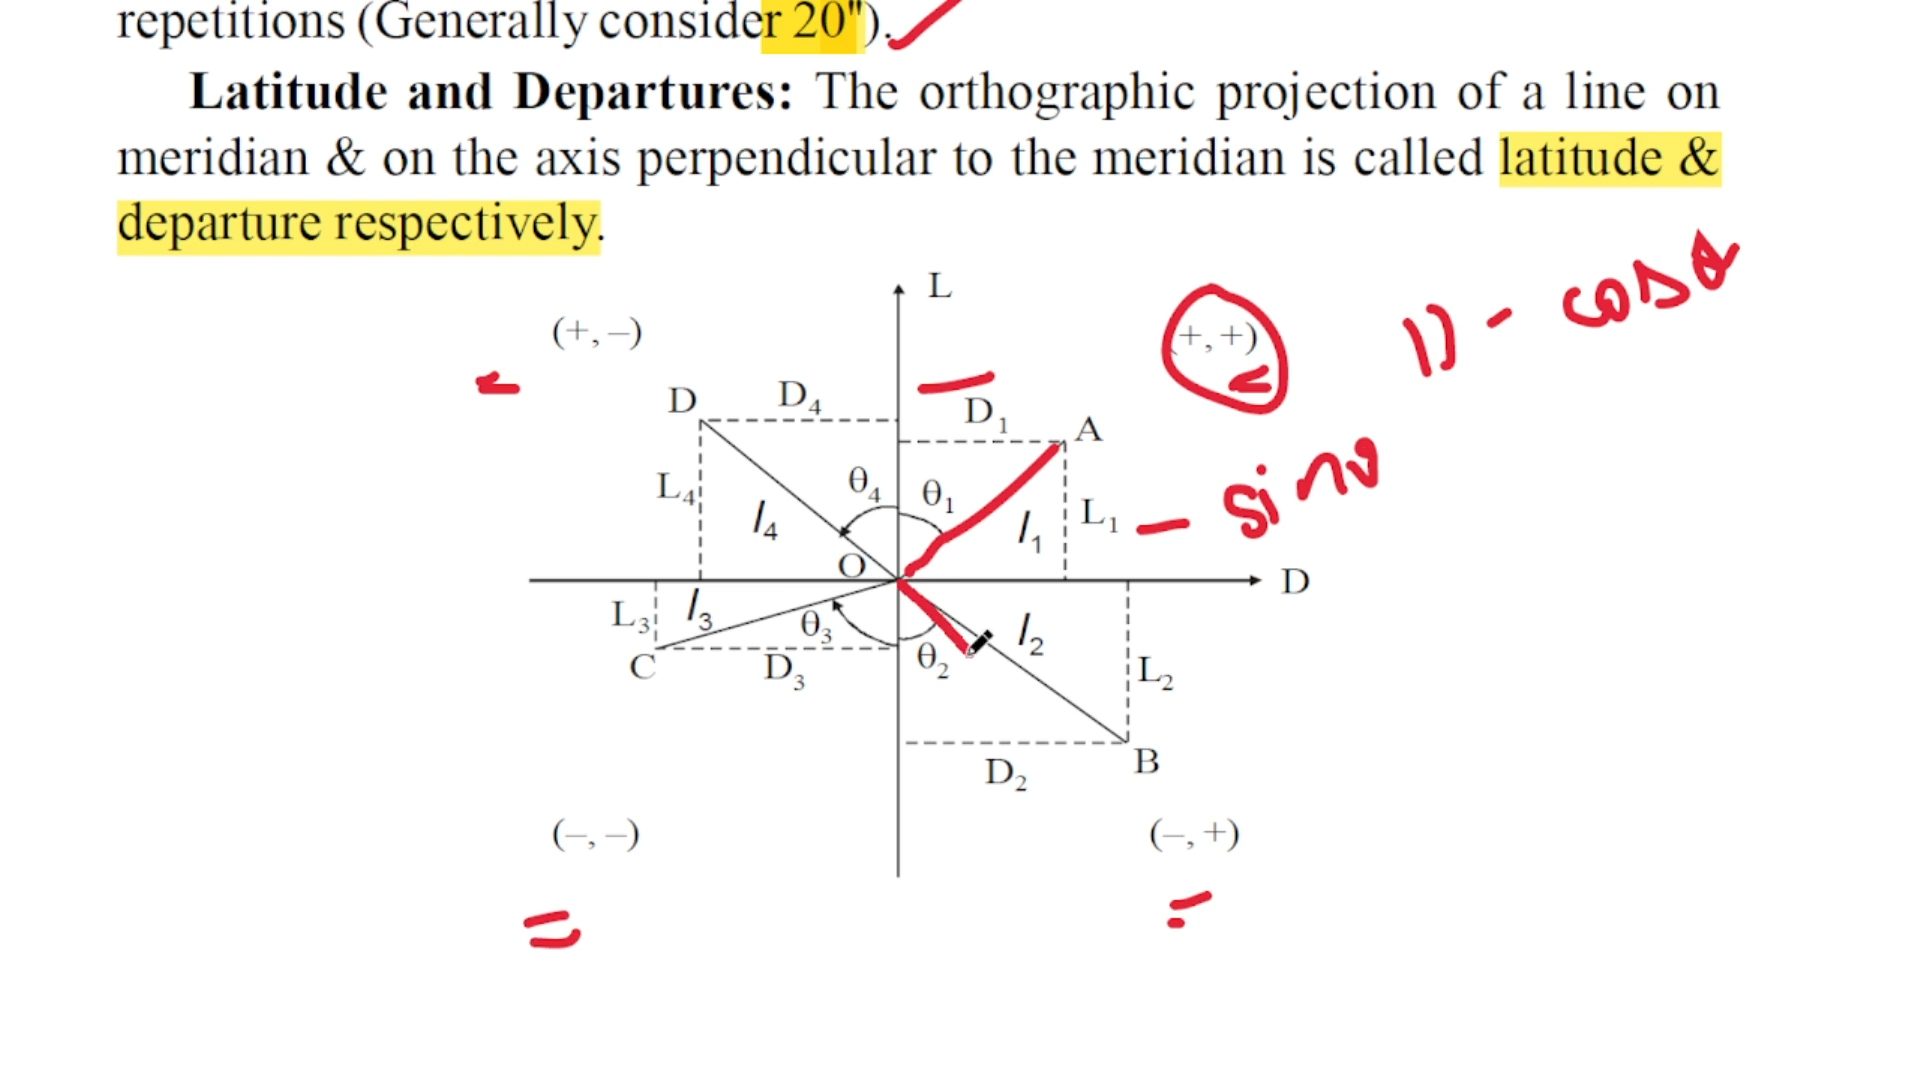 repetitions (Generally consider 20").
Latitude and Departures: The orthographic projection of a line on
meridian & on the axis perpendicular to the meridian is called latitude &
departure respectively.
L
(+, –)
(+, +)
- cosα
D
D₄
D₁
A
L₄
θ₄
θ₁
l₄
l₁
L₁
- sin
O
D
L₃
l₃
θ₃
θ₂
l₂
C
D₃
L₂
D₂
B
(–, –)
(–, +)